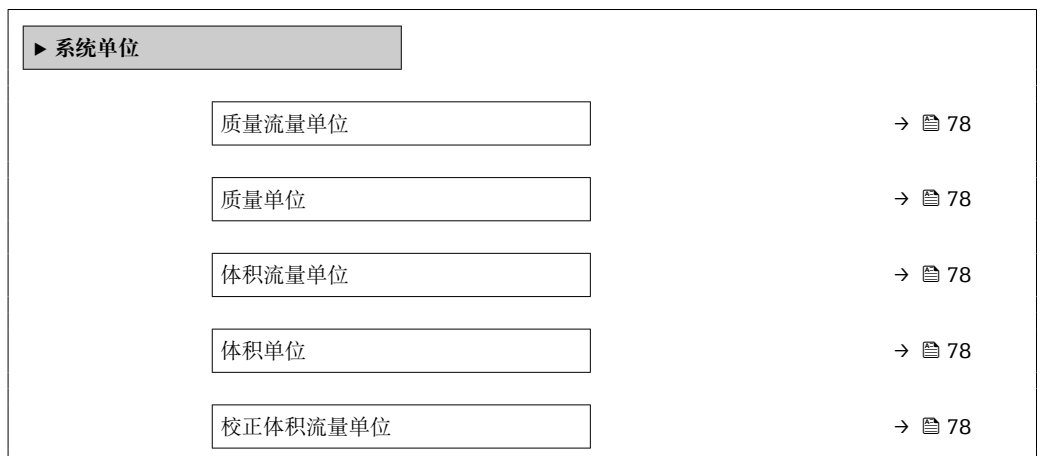 ▶ 系统单位
质量流量单位 → 🖹 78
质量单位 → 🖹 78
体积流量单位 → 🖹 78
体积单位 → 🖹 78
校正体积流量单位 → 🖹 78